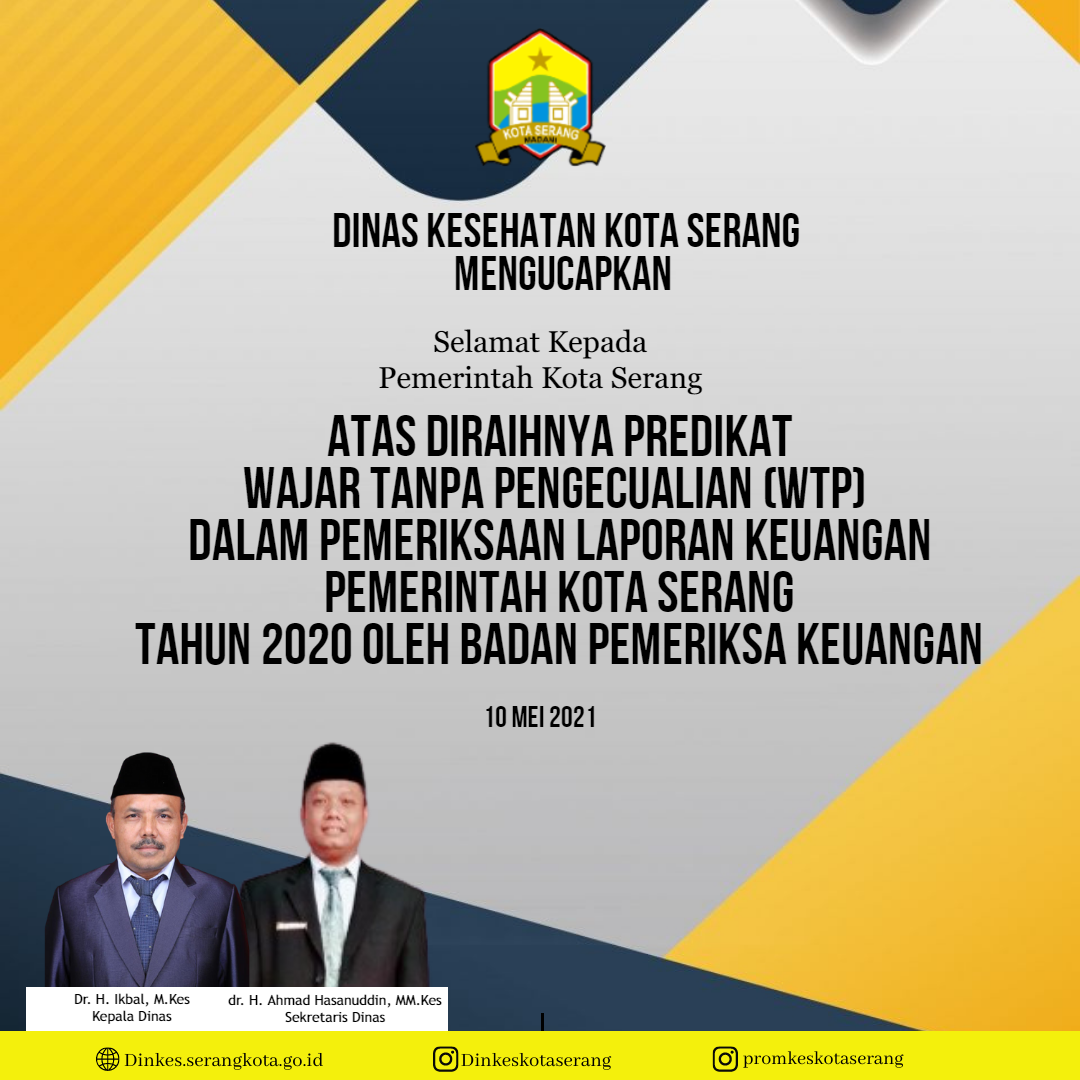 KOTA SERANG
MADANI
DINAS KESEHATAN KOTA SERANG
MENGUCAPKAN
Selamat Kepada
Pemerintah Kota Serang
ATAS DIRAIHNYA PREDIKAT
WAJAR TANPA PENGECUALIAN (WTP)
DALAM PEMERIKSAAN LAPORAN KEUANGAN
PEMERINTAH KOTA SERANG
TAHUN 2020 OLEH BADAN PEMERIKSA KEUANGAN
10 MEI 2021
Dr. H. Ikbal, M.Kes
Kepala Dinas
dr. H. Ahmad Hasanuddin, MM.Kes
Sekretaris Dinas
Dinkes.serangkota.go.id
Dinkeskotaserang
promkeskotaserang